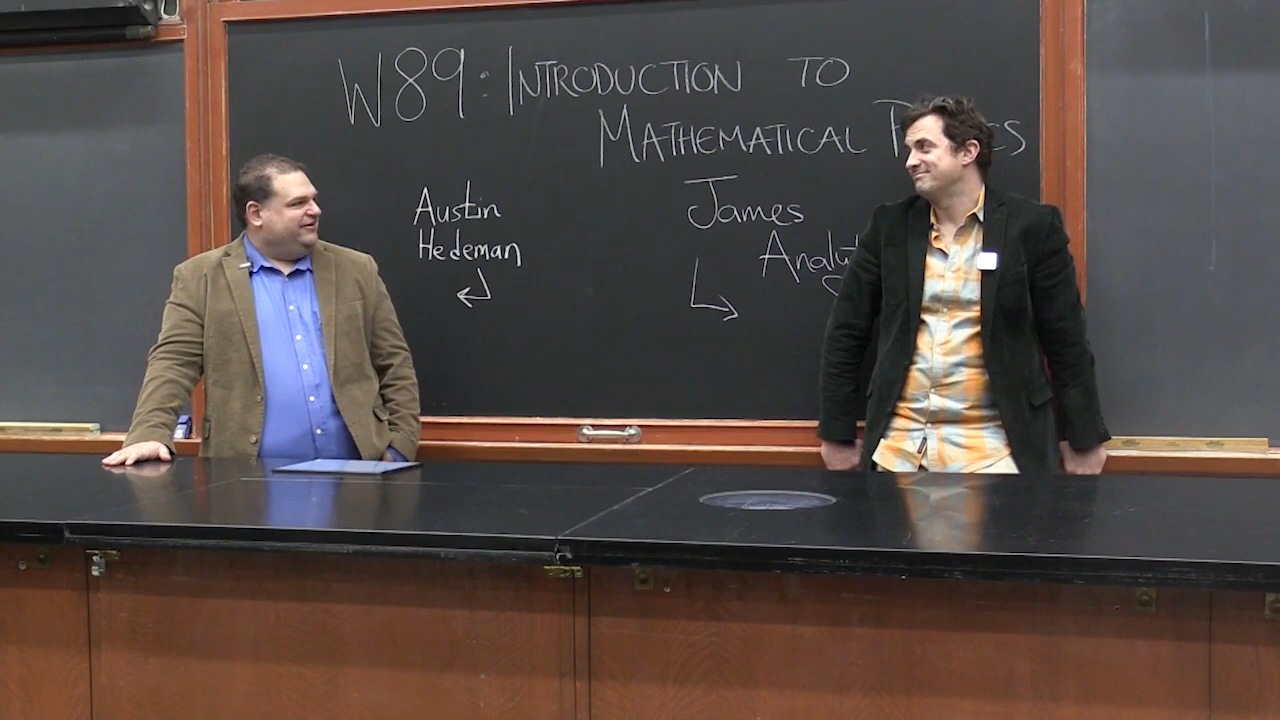 W89: INTRODUCTION TO
MATHEMATICAL
Austin
Hedeman
James